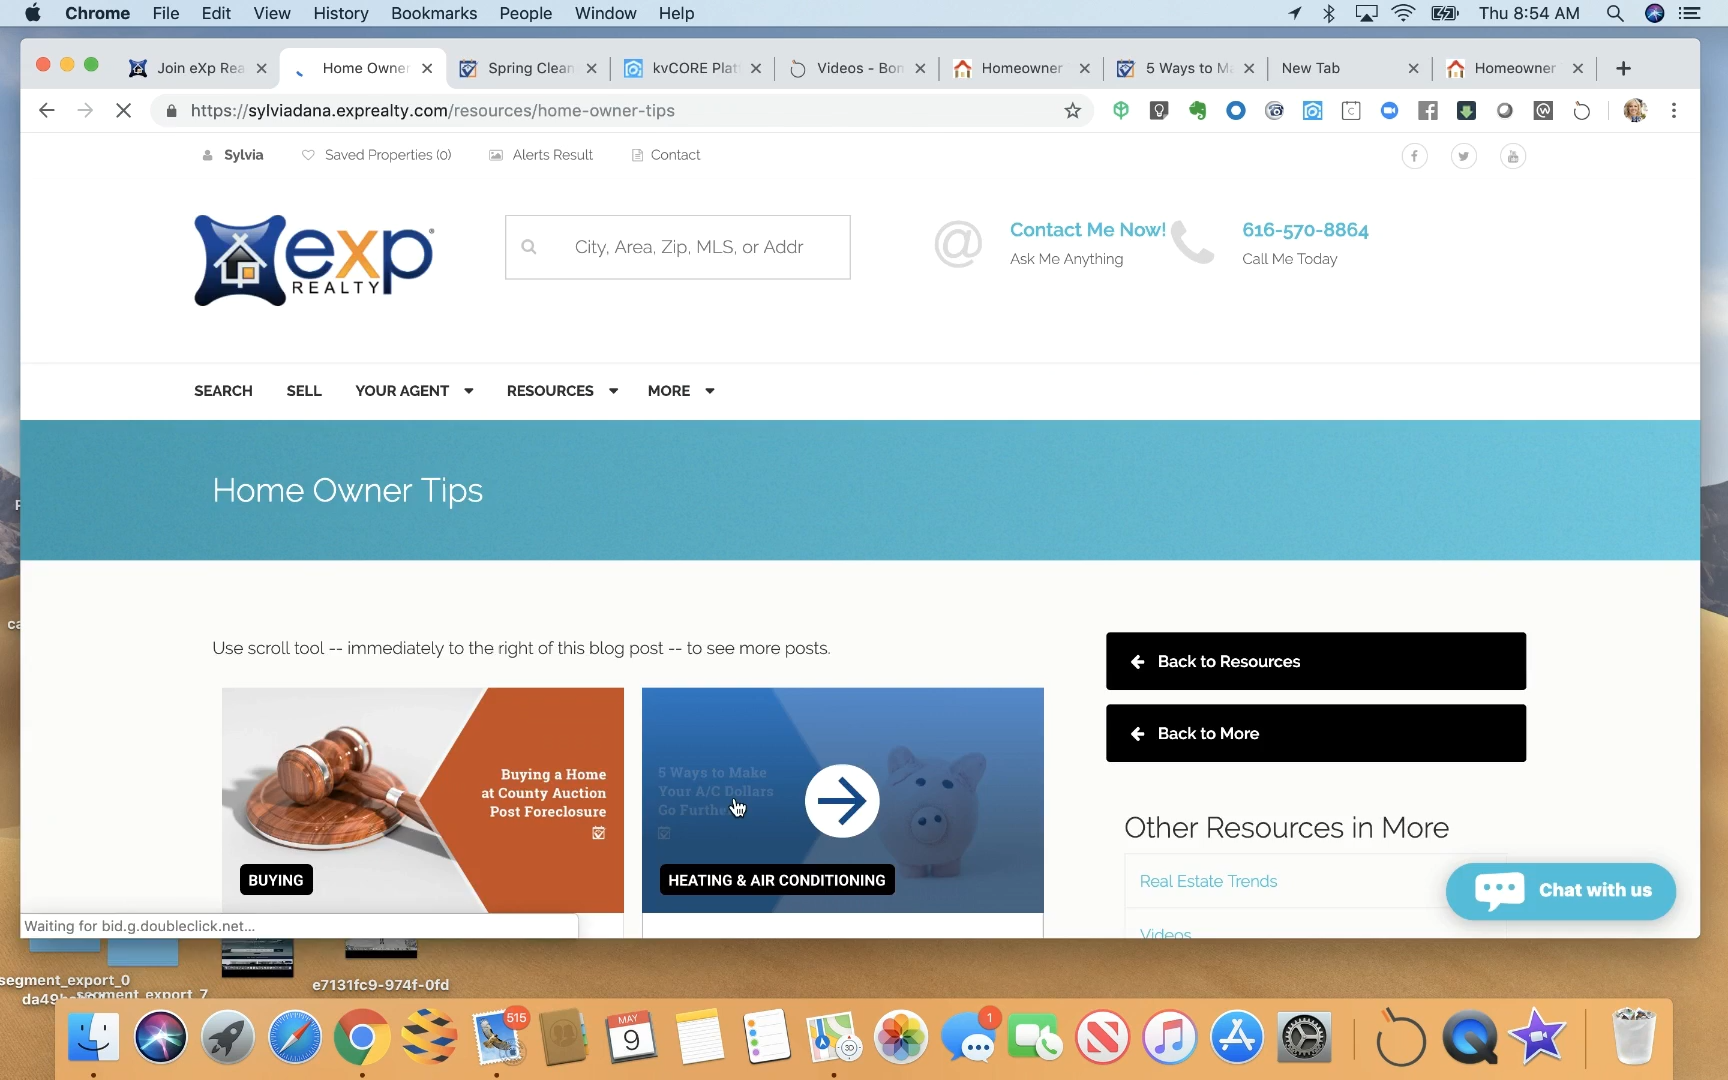 Chrome File Edit View History Bookmarks People Window Help Thu 8:54 AM
Join eXp Rea Home Owner Spring Clean kvCORE Plat Videos - Bon Homeowner 5 Ways to Ma New Tab Homeowner
https://sylviadana.exprealty.com/resources/home-owner-tips
Sylvia Saved Properties (0) Alerts Result Contact
exp
REALTY
City, Area, Zip, MLS, or Addr
Contact Me Now!
Ask Me Anything
616-570-8864
Call Me Today
SEARCH SELL YOUR AGENT RESOURCES MORE
Home Owner Tips
Use scroll tool -- immediately to the right of this blog post -- to see more posts.
Buying a Home
at County Auction
Post Foreclosure
BUYING
5 Ways to Make
Your A/C Dollars
Go Furthe
HEATING & AIR CONDITIONING
Back to Resources
Back to More
Other Resources in More
Real Estate Trends
Videos
Chat with us
Waiting for bid.g.doubleclick.net...
segment_export_0
segment_export_7
e7131fc9-974f-0fd
515
MAY
9
3D
1